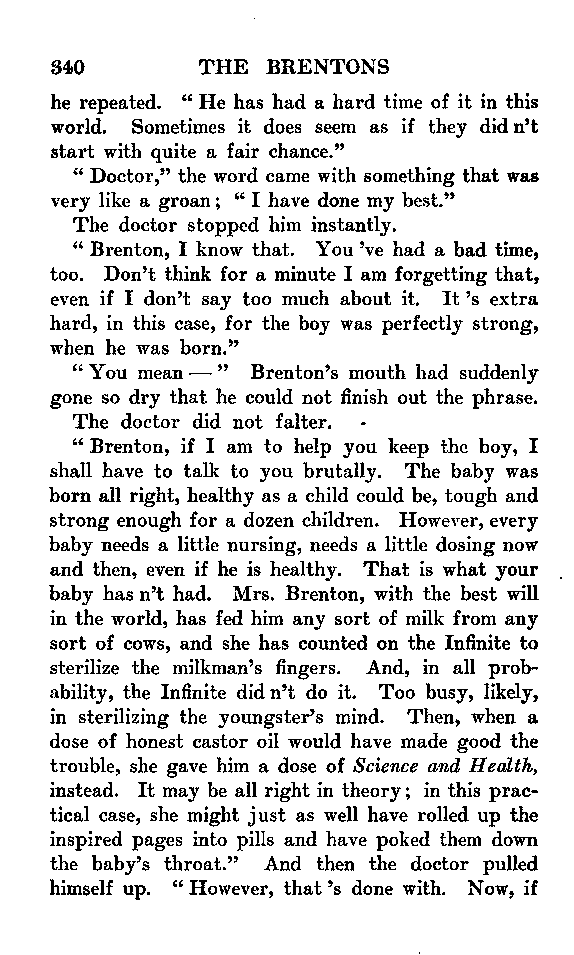 340 THE BRENTONS
he repeated. “ He has had a hard time of it in this
world. Sometimes it does seem as if they did n't
start with quite a fair chance.”
“ Doctor,” the word came with something that was
very like a groan ; “ I have done my best.”
The doctor stopped him instantly.
“ Brenton, I know that. You 've had a bad time,
too. Don't think for a minute I am forgetting that,
even if I don't say too much about it. It 's extra
hard, in this case, for the boy was perfectly strong,
when he was born.”
“ You mean — ” Brenton's mouth had suddenly
gone so dry that he could not finish out the phrase.
The doctor did not falter.
“ Brenton, if I am to help you keep the boy, I
shall have to talk to you brutally. The baby was
born all right, healthy as a child could be, tough and
strong enough for a dozen children. However, every
baby needs a little nursing, needs a little dosing now
and then, even if he is healthy. That is what your
baby has n't had. Mrs. Brenton, with the best will
in the world, has fed him any sort of milk from any
sort of cows, and she has counted on the Infinite to
sterilize the milkman's fingers. And, in all prob-
ability, the Infinite did n't do it. Too busy, likely,
in sterilizing the youngster's mind. Then, when a
dose of honest castor oil would have made good the
trouble, she gave him a dose of Science and Health,
instead. It may be all right in theory ; in this prac-
tical case, she might just as well have rolled up the
inspired pages into pills and have poked them down
the baby's throat.” And then the doctor pulled
himself up. “ However, that 's done with. Now, if